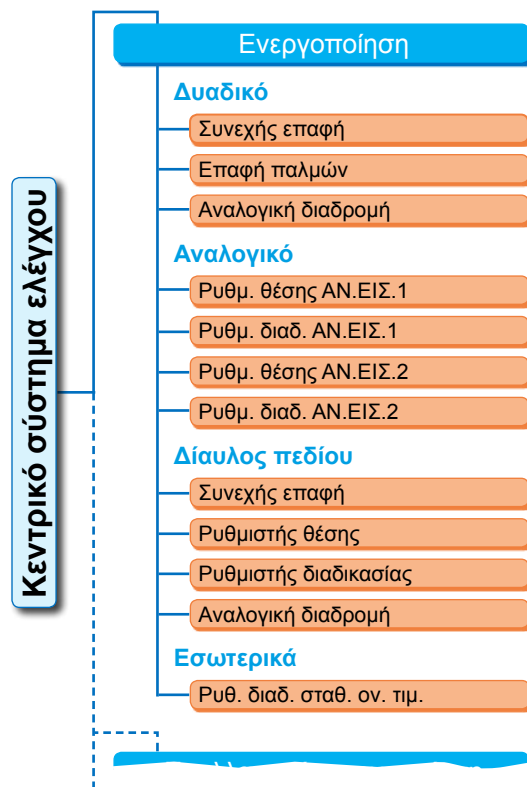 Κεντρικό σύστημα ελέγχου
Ενεργοποίηση
Δυαδικό
Συνεχής επαφή
Επαφή παλμών
Αναλογική διαδρομή
Αναλογικό
Ρυθμ. θέσης ΑΝ.ΕΙΣ.1
Ρυθμ. διαδ. ΑΝ.ΕΙΣ.1
Ρυθμ. θέσης ΑΝ.ΕΙΣ.2
Ρυθμ. διαδ. ΑΝ.ΕΙΣ.2
Δίαυλος πεδίου
Συνεχής επαφή
Ρυθμιστής θέσης
Ρυθμιστής διαδικασίας
Αναλογική διαδρομή
Εσωτερικά
Ρυθ. διαδ. σταθ. ον. τιμ.